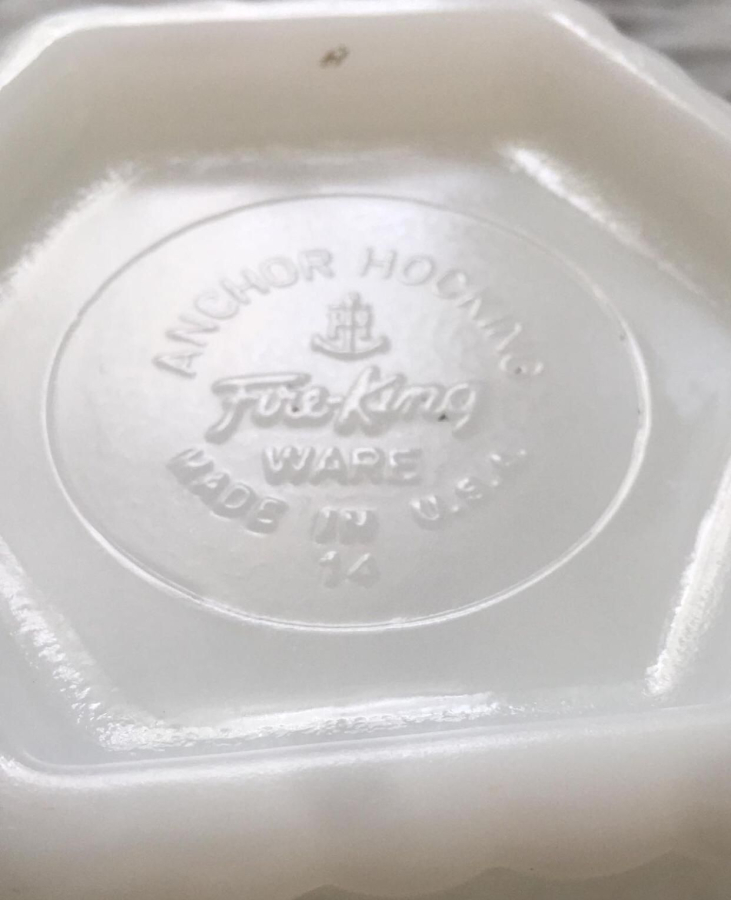 ANCHOR HOCKING
Fire-King
WARE
MADE IN U.S.A.
14